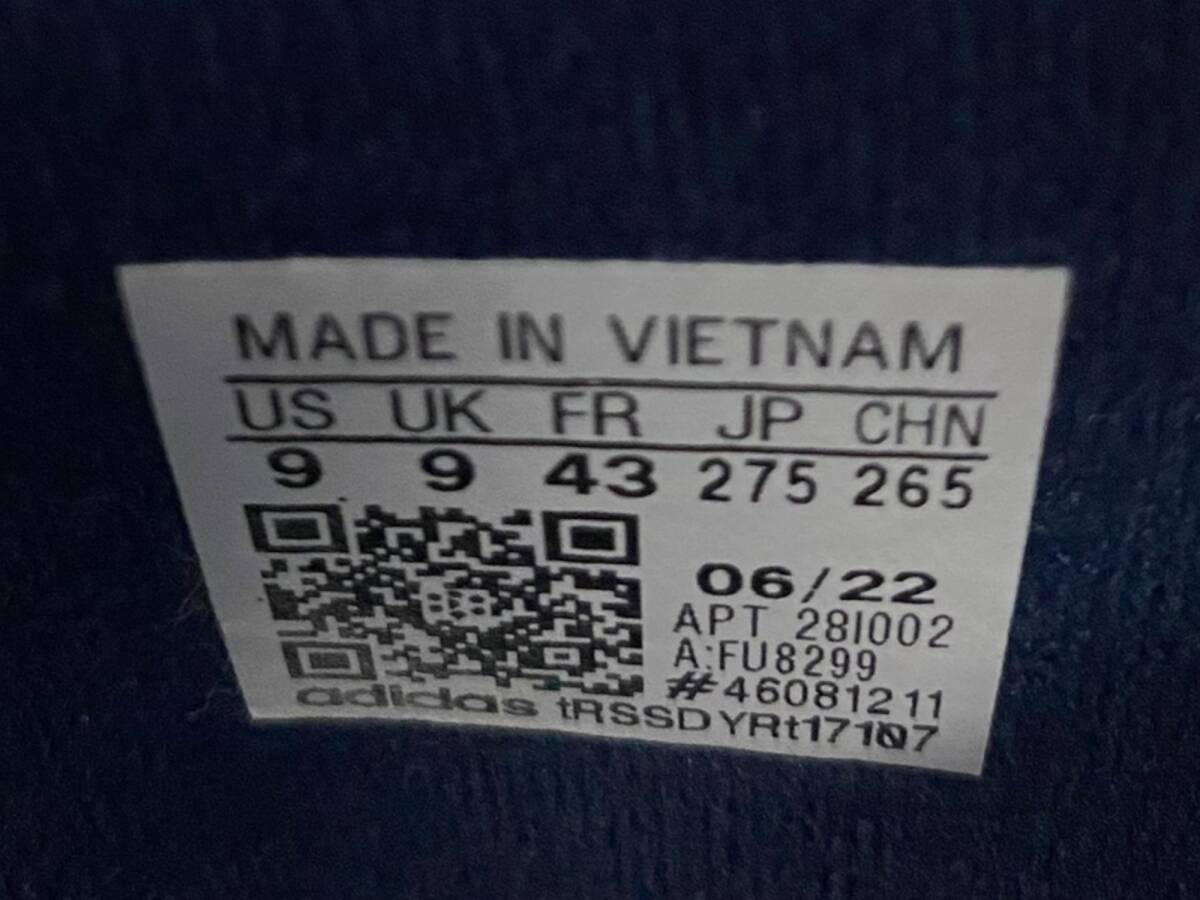 MADE IN VIETNAM
US UK FR JP CHN
9 9 43 275 265
06/22
APT 28I002
A:FU8299
#46081211
adidas tRSSDYRt17107